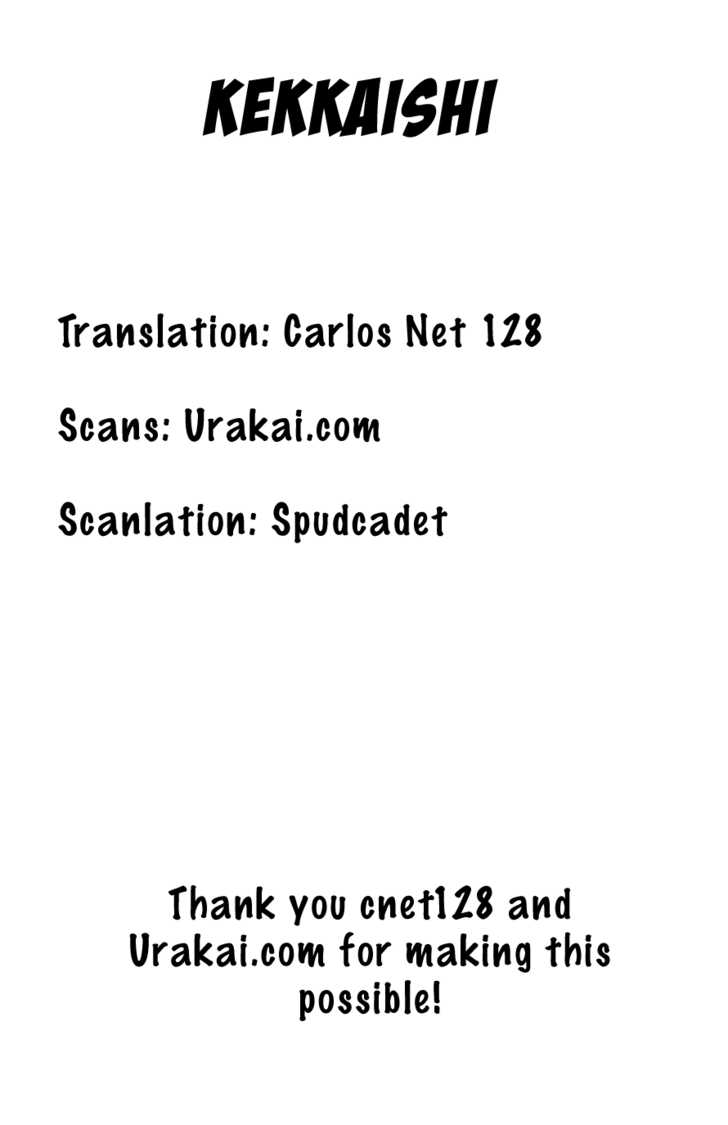 KEKKAISHI
Translation: Carlos Net 128
Scans: Urakai.com
Scanlation: Spudcadet
Thank you cnet128 and
Urakai.com for making this
possible!